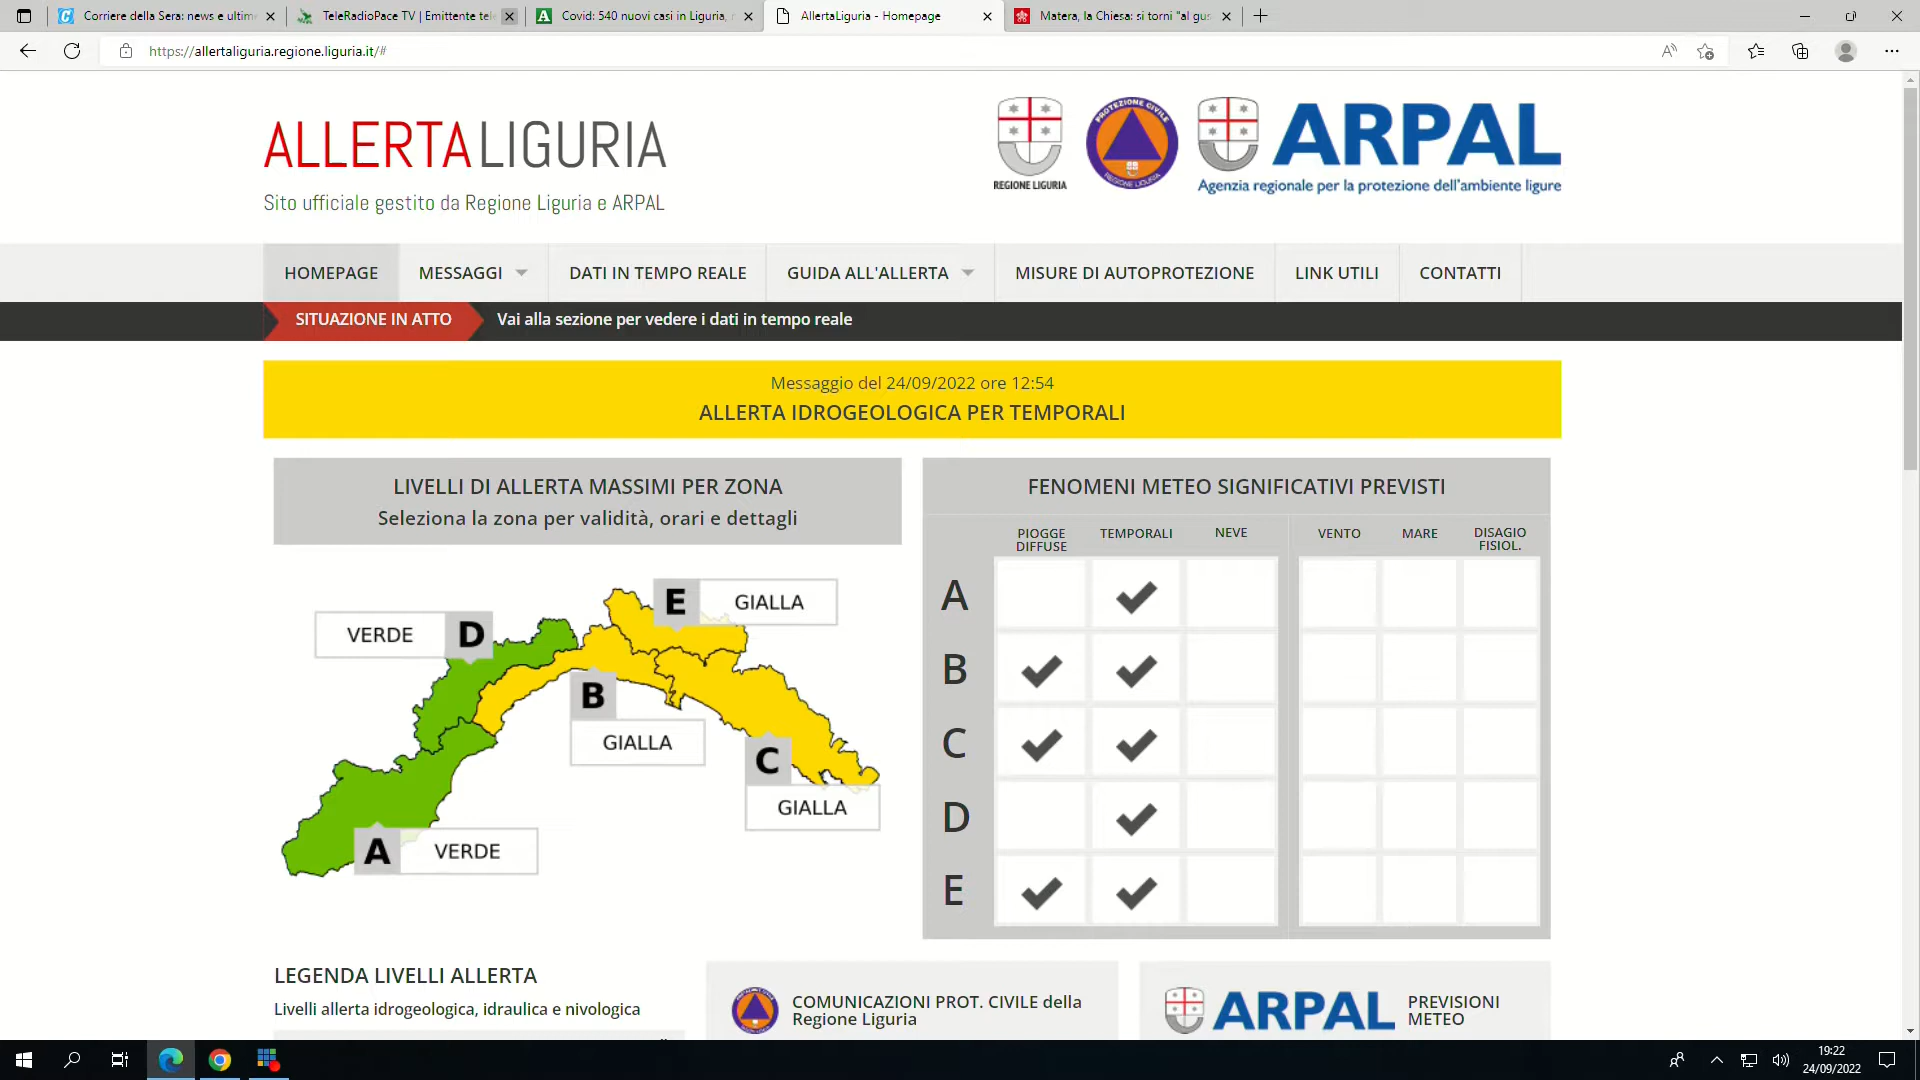 Corriere della Sera: news e ultim
TeleRadioPace TV | Emittente tele
Covid: 540 nuovi casi in Liguria,
AllertaLiguria - Homepage
Matera, la Chiesa: si torni "al gus
https://allertaliguria.regione.liguria.it/#
ALLERTALIGURIA
Sito ufficiale gestito da Regione Liguria e ARPAL
REGIONE LIGURIA
PROTEZIONE CIVILE
REGIONE LIGURIA
ARPAL
Agenzia regionale per la protezione dell'ambiente ligure
HOMEPAGE
MESSAGGI
DATI IN TEMPO REALE
GUIDA ALL'ALLERTA
MISURE DI AUTOPROTEZIONE
LINK UTILI
CONTATTI
SITUAZIONE IN ATTO
Vai alla sezione per vedere i dati in tempo reale
Messaggio del 24/09/2022 ore 12:54
ALLERTA IDROGEOLOGICA PER TEMPORALI
LIVELLI DI ALLERTA MASSIMI PER ZONA
Seleziona la zona per validità, orari e dettagli
E GIALLA
VERDE D
B
GIALLA
C
GIALLA
A VERDE
FENOMENI METEO SIGNIFICATIVI PREVISTI
PIOGGE
DIFFUSE
TEMPORALI
NEVE
VENTO
MARE
DISAGIO
FISIOL.
A
B
C
D
E
LEGENDA LIVELLI ALLERTA
Livelli allerta idrogeologica, idraulica e nivologica
COMUNICAZIONI PROT. CIVILE della
Regione Liguria
ARPAL
PREVISIONI
METEO
19:22
24/09/2022